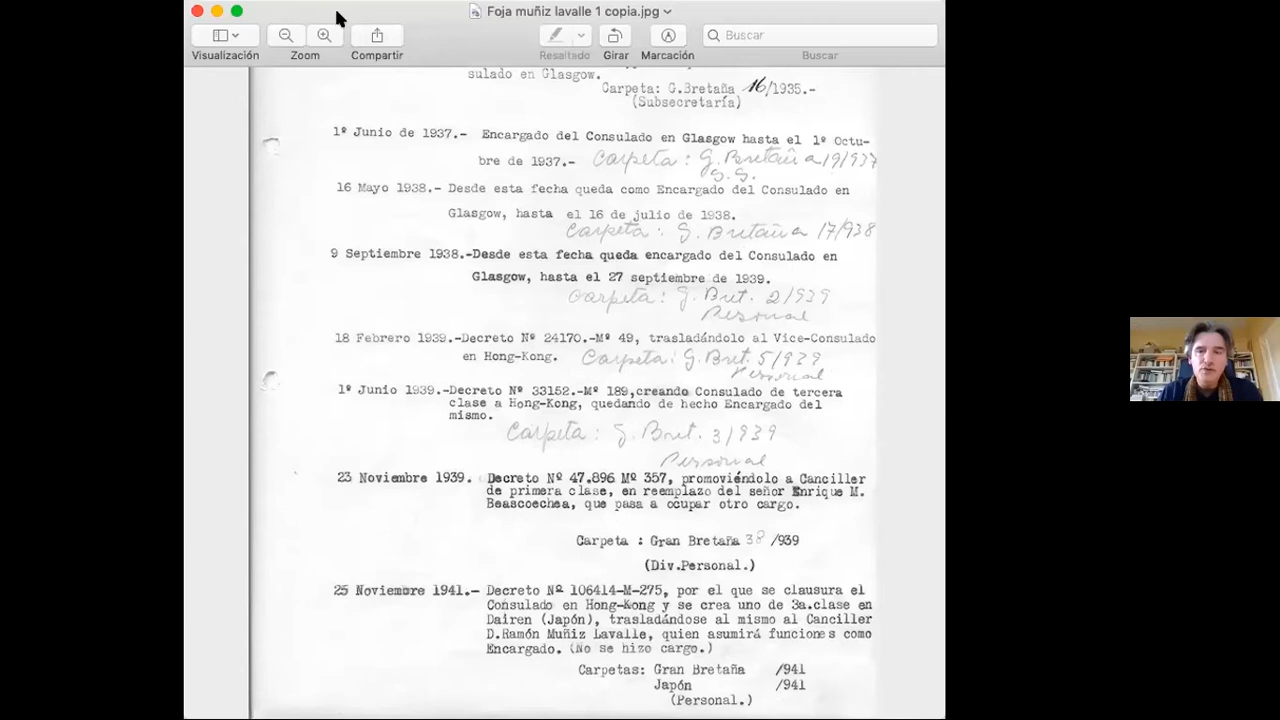 Foja muñiz lavalle 1 copia.jpg
Visualización
Zoom
Compartir
Resaltado
Girar
Marcación
Buscar
Buscar
sulado en Glasgow.
Carpeta: G.Bretaña 16/1935.-
(Subsecretaría)
1º Junio de 1937.- Encargado del Consulado en Glasgow hasta el 1º Octu-
bre de 1937.- Carpeta: G. Bretaña 19/937
S.S.
16 Mayo 1938.- Desde esta fecha queda como Encargado del Consulado en
Glasgow, hasta el 16 de julio de 1938.
Carpeta: G. Bretaña 17/938
9 Septiembre 1938.-Desde esta fecha queda encargado del Consulado en
Glasgow, hasta el 27 septiembre de 1939.
Carpeta: G. Bret. 2/939
Personal
18 Febrero 1939.-Decreto Nº 24170.-Mº 49, trasladándolo al Vice-Consulado
en Hong-Kong. Carpeta: G. Bret. 5/939
Personal
1º Junio 1939.-Decreto Nº 33152.-Mº 189,creando Consulado de tercera
clase a Hong-Kong, quedando de hecho Encargado del
mismo.
Carpeta: G. Bret. 3/939
Personal
23 Noviembre 1939. Decreto Nº 47.896 Mº 357, promoviéndolo a Canciller
de primera clase, en reemplazo del señor Enrique M.
Beascoechea, que pasa a ocupar otro cargo.
Carpeta : Gran Bretaña 38 /939
(Div.Personal.)
25 Noviembre 1941.- Decreto Nº 106414-M-275, por el que se clausura el
Consulado en Hong-Kong y se crea uno de 3a.clase en
Dairen (Japón), trasladándose al mismo al Canciller
D.Ramón Muñiz Lavalle, quien asumirá funciones como
Encargado. (No se hizo cargo.)
Carpetas: Gran Bretaña /941
Japón /941
(Personal.)